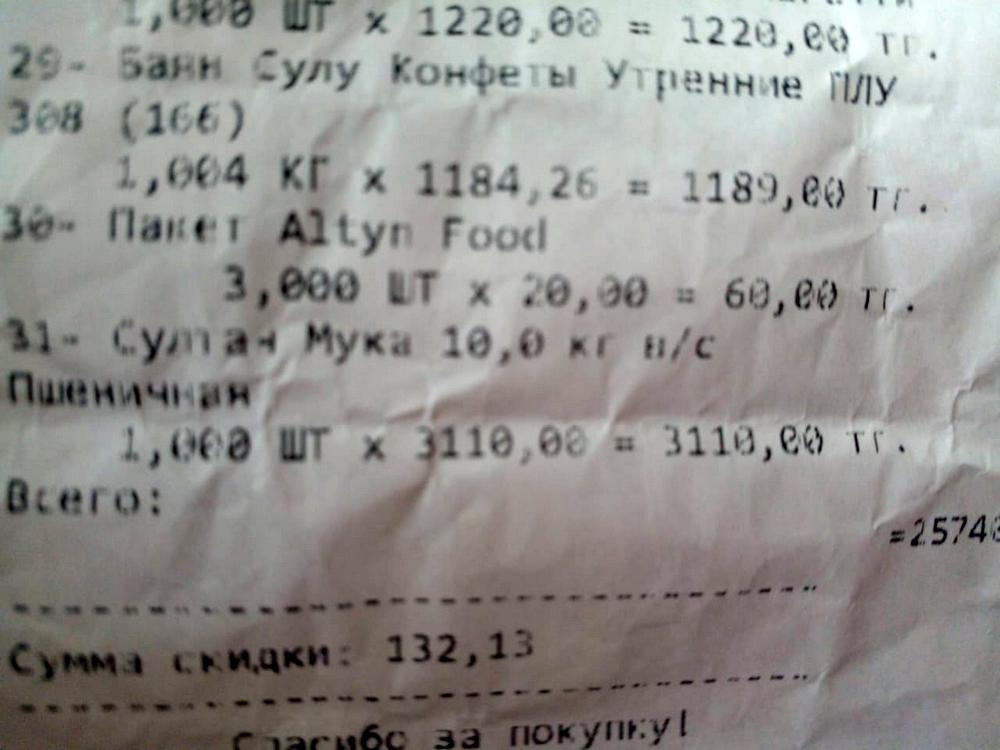 1,000 ШТ x 1220,00 = 1220,00 тг.
29- Баян Сулу Конфеты Утренние ПЛУ
308 (166)
1,004 КГ x 1184,26 = 1189,00 тг.
30- Пакет Altyn Food
3,000 ШТ x 20,00 = 60,00 тг.
31- Султан Мука 10,0 кг в/с
Пшеничная
1,000 ШТ x 3110,00 = 3110,00 тг.
Всего:
=25740
Сумма скидки: 132,13
Спасибо за покупку!